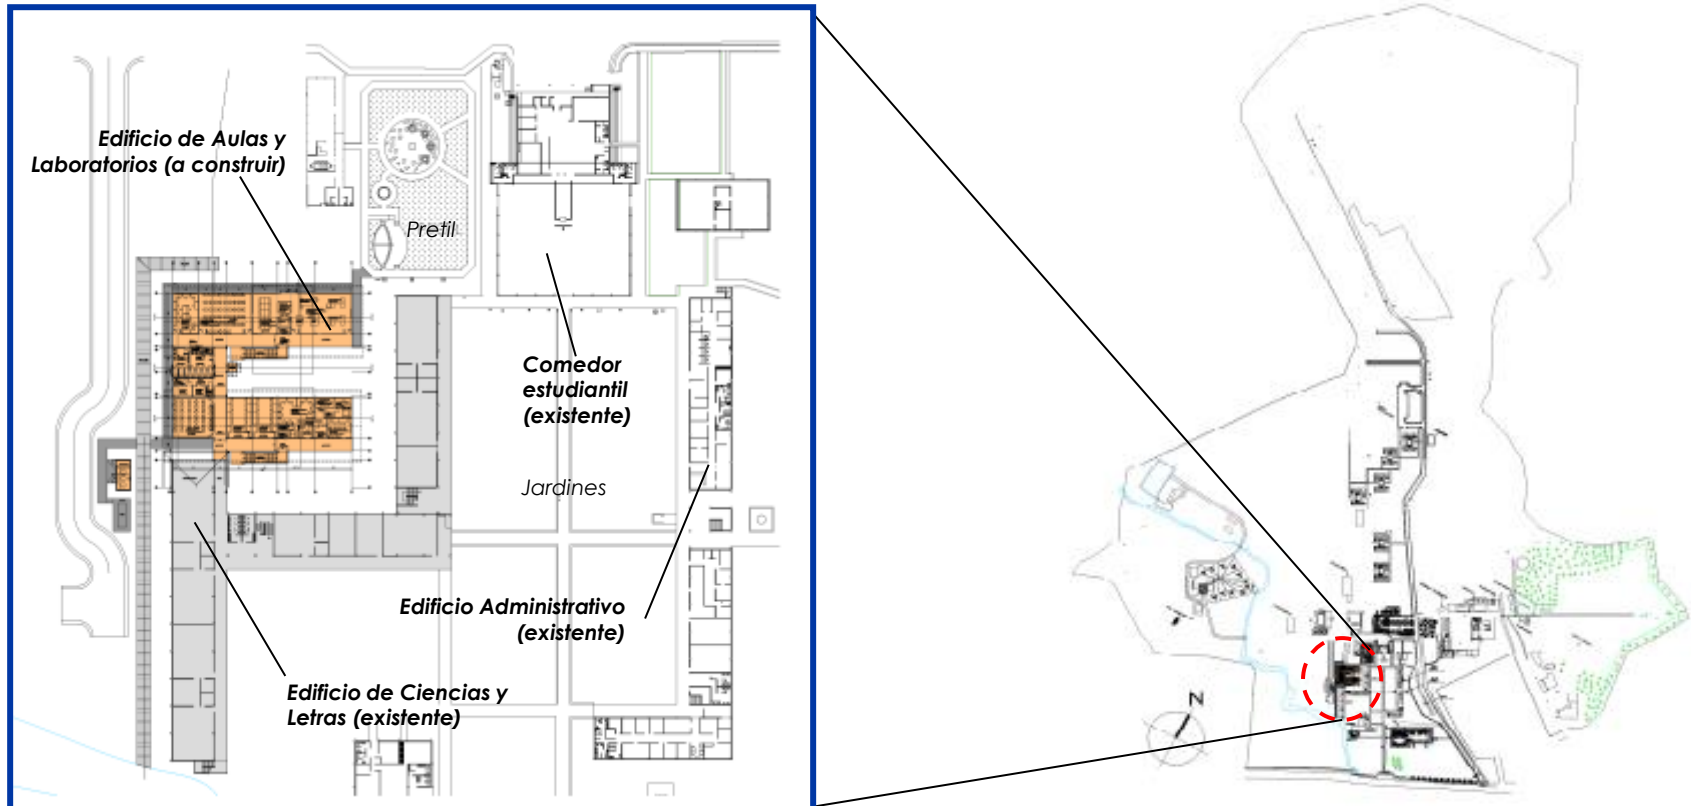 Edificio de Aulas y
Laboratorios (a construir)
Pretil
Comedor
estudiantil
(existente)
Jardines
Edificio Administrativo
(existente)
Edificio de Ciencias y
Letras (existente)
N